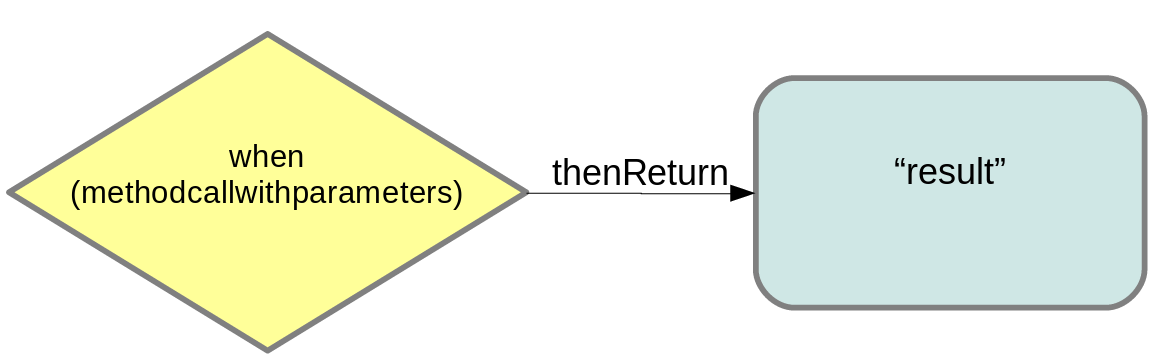 when
(methodcallwithparameters)
thenReturn
“result”